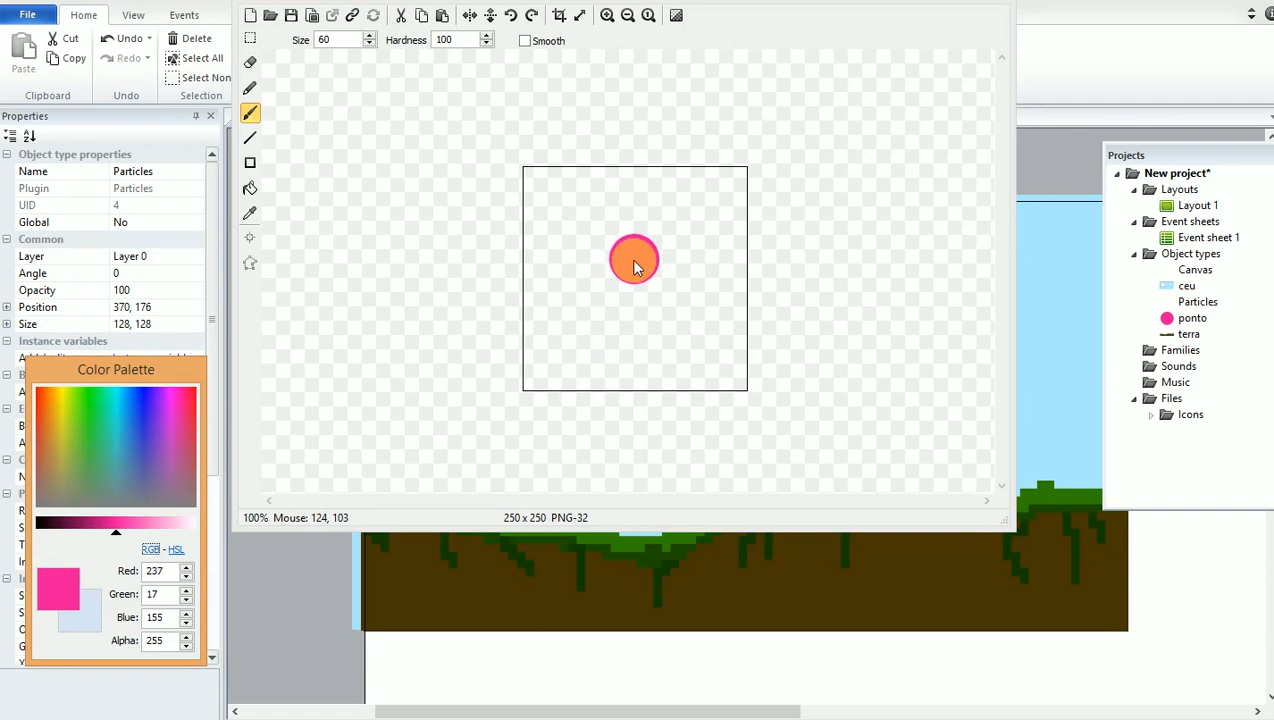 File
Home
View
Events
Cut
Copy
Paste
Clipboard
Undo
Redo
Undo
Delete
Select All
Select Non
Selection
Size 60
Hardness 100
Smooth
Properties
Object type properties
Name Particles
Plugin Particles
UID 4
Global No
Common
Layer Layer 0
Angle 0
Opacity 100
Position 370, 176
Size 128, 128
Instance variables
Color Palette
RGB - HSL
Red: 237
Green: 17
Blue: 155
Alpha: 255
100% Mouse: 124, 103
250 x 250 PNG-32
Projects
New project*
Layouts
Layout 1
Event sheets
Event sheet 1
Object types
Canvas
ceu
Particles
ponto
terra
Families
Sounds
Music
Files
Icons